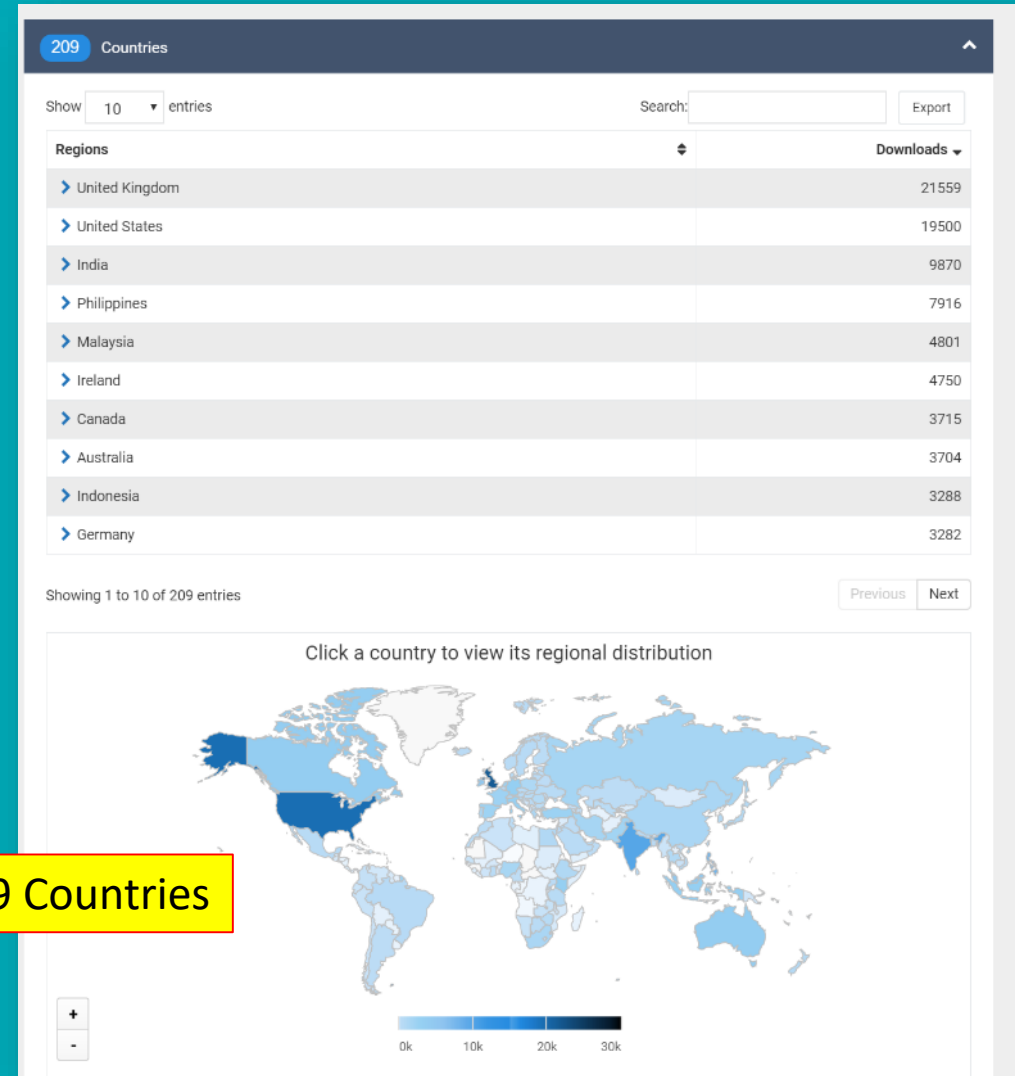 209 Countries
Show 10 entries Search: Export
Regions Downloads
United Kingdom 21559
United States 19500
India 9870
Philippines 7916
Malaysia 4801
Ireland 4750
Canada 3715
Australia 3704
Indonesia 3288
Germany 3282
Showing 1 to 10 of 209 entries Previous Next
Click a country to view its regional distribution
9 Countries
+
-
0k 10k 20k 30k